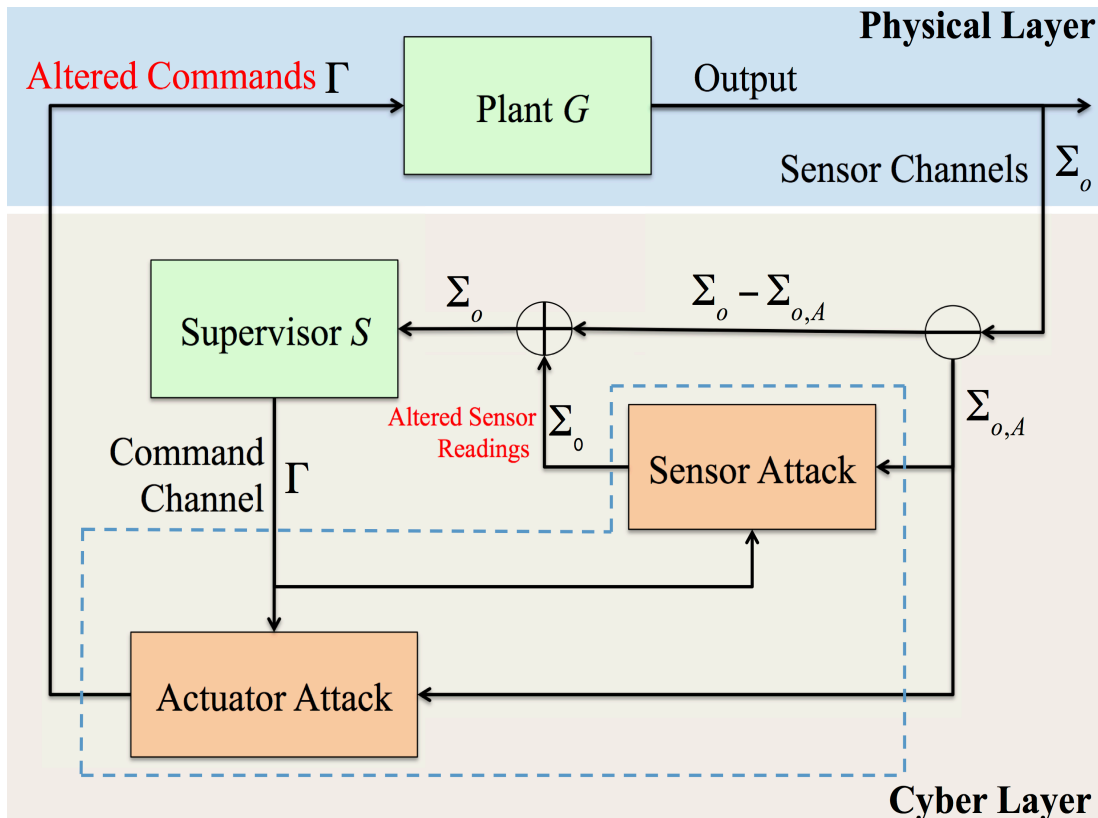 Physical Layer
Altered Commands Γ
Plant G
Output
Sensor Channels Σo
Supervisor S
Σo
Σo − Σo,A
Σo,A
Altered Sensor
Readings
Σo
Sensor Attack
Command
Channel
Γ
Actuator Attack
Cyber Layer